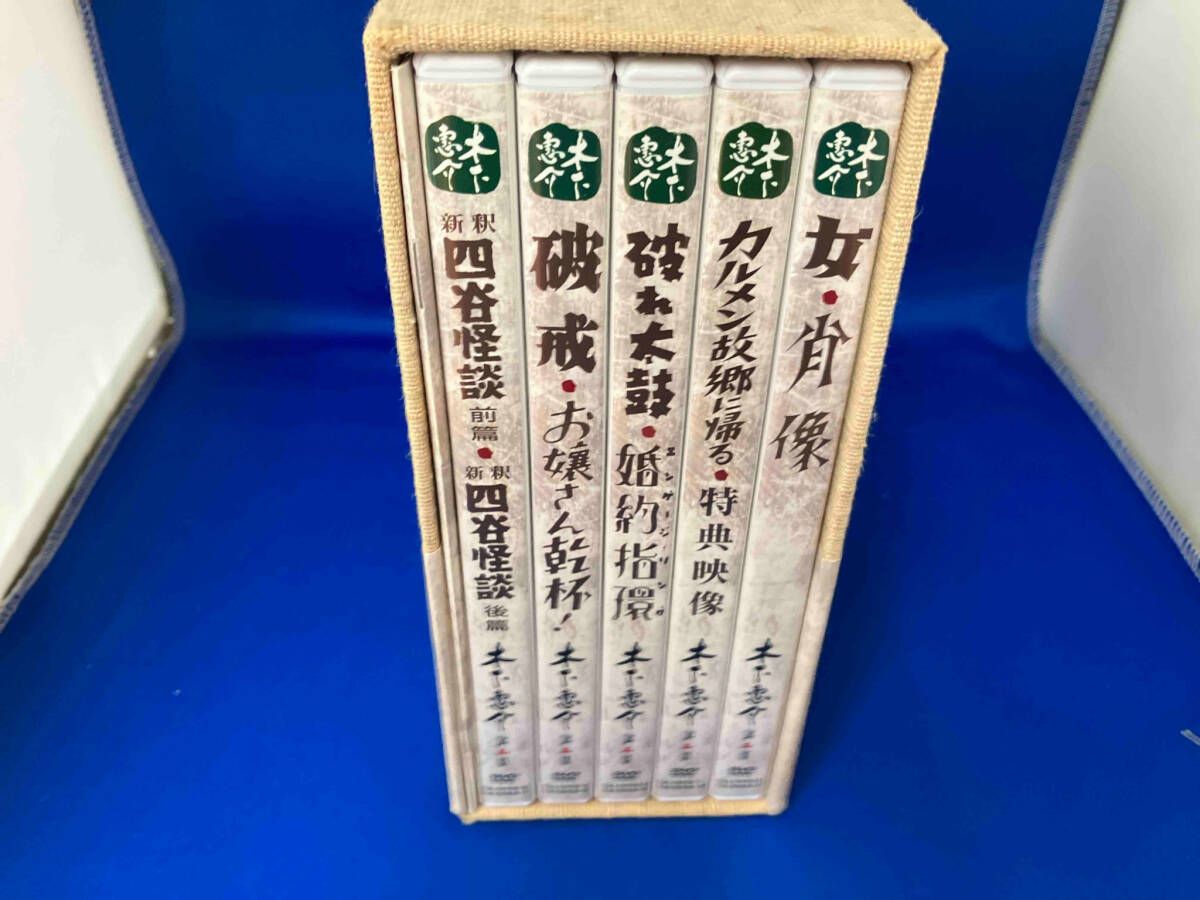 木下
惠介
女・肖像
木下惠介
木下
惠介
カルメン故郷に帰る・特典映像
木下惠介
木下
惠介
破れ太鼓・婚約指環
エンゲージリング
木下惠介
木下
惠介
破戒・お嬢さん乾杯!
木下惠介
木下
惠介
新釈
四谷怪談
前篇・
新釈
四谷怪談
後篇
木下惠介